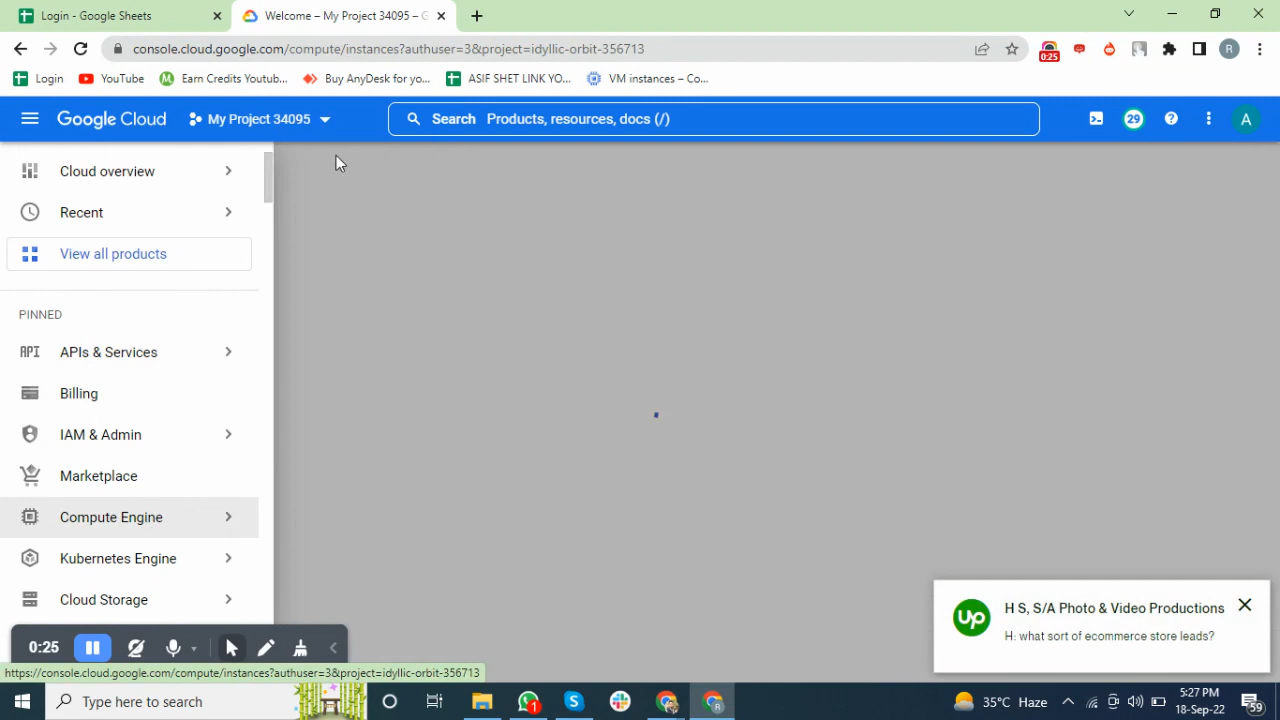 Login - Google Sheets
Welcome – My Project 34095 – G
console.cloud.google.com/compute/instances?authuser=3&project=idyllic-orbit-356713
0:25
R
Login
YouTube
Earn Credits Youtub...
Buy AnyDesk for yo...
ASIF SHET LINK YO...
VM instances – Co...
Google Cloud
My Project 34095
Search Products, resources, docs (/)
29
A
Cloud overview
Recent
View all products
PINNED
API APIs & Services
Billing
IAM & Admin
Marketplace
Compute Engine
Kubernetes Engine
Cloud Storage
Up
H S, S/A Photo & Video Productions
H: what sort of ecommerce store leads?
0:25
https://console.cloud.google.com/compute/instances?authuser=3&project=idyllic-orbit-356713
Type here to search
1
R
35°C Haze
5:27 PM
18-Sep-22
59